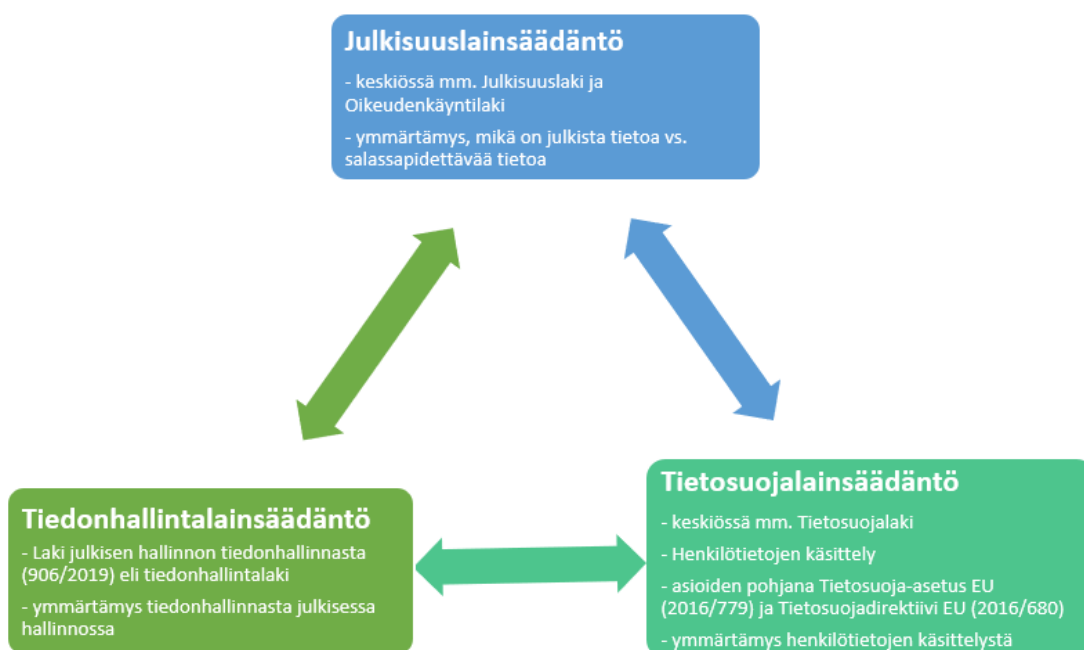 Julkisuuslainsäädäntö
- keskiössä mm. Julkisuuslaki ja
Oikeudenkäyntilaki
- ymmärtämys, mikä on julkista tietoa vs.
salassapidettävää tietoa
Tiedonhallintalainsäädäntö
- Laki julkisen hallinnon tiedonhallinnasta
(906/2019) eli tiedonhallintalaki
- ymmärtämys tiedonhallinnasta julkisessa
hallinnossa
Tietosuojalainsäädäntö
- keskiössä mm. Tietosuojalaki
- Henkilötietojen käsittely
- asioiden pohjana Tietosuoja-asetus EU
(2016/779) ja Tietosuojadirektiivi EU (2016/680)
- ymmärtämys henkilötietojen käsittelystä